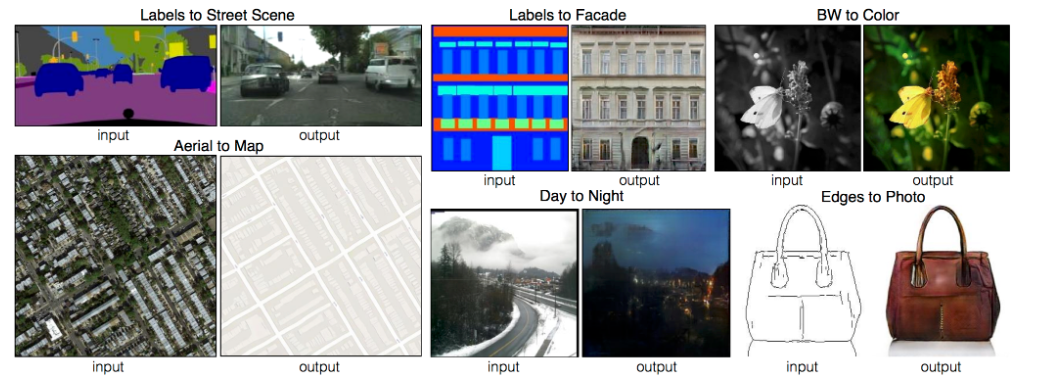 Labels to Street Scene
input
output
Aerial to Map
input
output
Labels to Facade
input
output
BW to Color
input
output
Day to Night
input
output
Edges to Photo
input
output